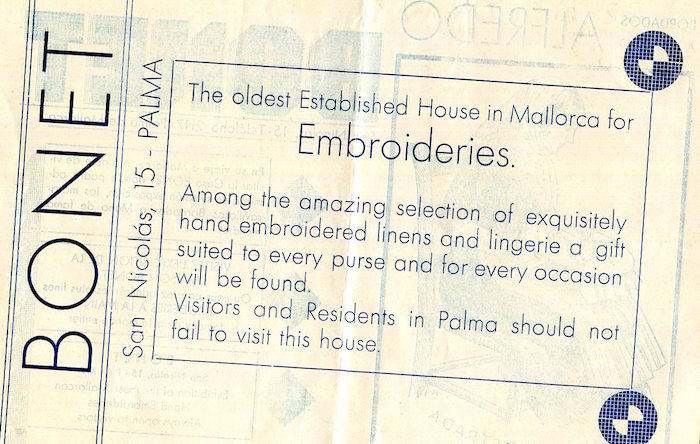 BONET
San Nicolás, 15 - PALMA
The oldest Established House in Mallorca for
Embroideries.
Among the amazing selection of exquisitely
hand embroidered linens and lingerie a gift
suited to every purse and for every occasion
will be found.
Visitors and Residents in Palma should not
fail to visit this house.